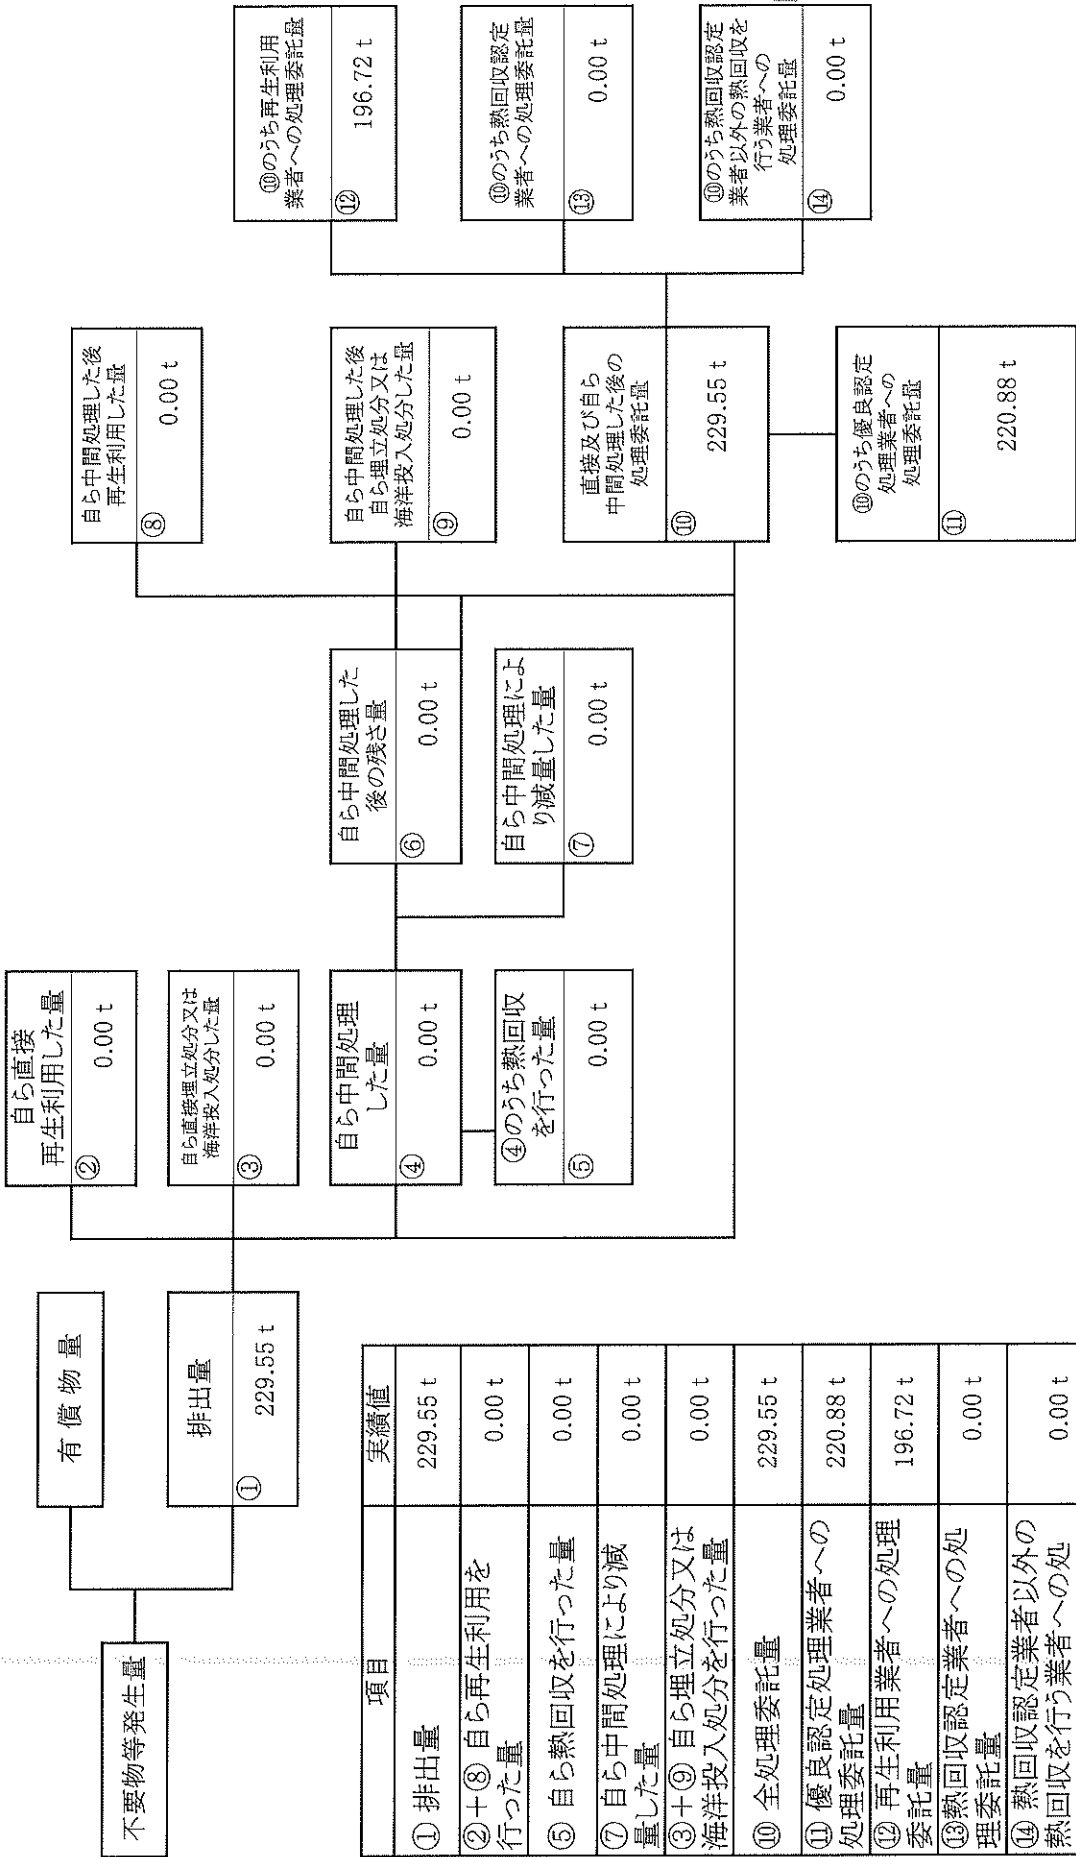 不要物等発生量
有償物量
排出量
①
229.55 t
自ら直接
再生利用した量
②
0.00 t
自ら直接埋立処分又は
海洋投入処分した量
③
0.00 t
自ら中間処理
した量
④
0.00 t
④のうち熱回収
を行った量
⑤
0.00 t
自ら中間処理した
後の残さ量
⑥
0.00 t
自ら中間処理によ
り減量した量
⑦
0.00 t
自ら中間処理した後
再生利用した量
⑧
0.00 t
自ら中間処理した後
自ら埋立処分又は
海洋投入処分した量
⑨
0.00 t
直接及び自ら
中間処理した後の
処理委託量
⑩
229.55 t
⑩のうち優良認定
処理業者への
処理委託量
⑪
220.88 t
⑩のうち再生利用
業者への処理委託量
⑫
196.72 t
⑩のうち熱回収認定
業者への処理委託量
⑬
0.00 t
⑩のうち熱回収認定
業者以外の熱回収を
行う業者への
処理委託量
⑭
0.00 t
項目 実績値
① 排出量 229.55 t
②+⑧ 自ら再生利用を
行った量 0.00 t
⑤ 自ら熱回収を行った量 0.00 t
⑦ 自ら中間処理により減
量した量 0.00 t
③+⑨ 自ら埋立処分又は
海洋投入処分を行った量 0.00 t
⑩ 全処理委託量 229.55 t
⑪ 優良認定処理業者への
処理委託量 220.88 t
⑫ 再生利用業者への処理
委託量 196.72 t
⑬熱回収認定業者への処
理委託量 0.00 t
⑭ 熱回収認定業者以外の
熱回収を行う業者への処 0.00 t